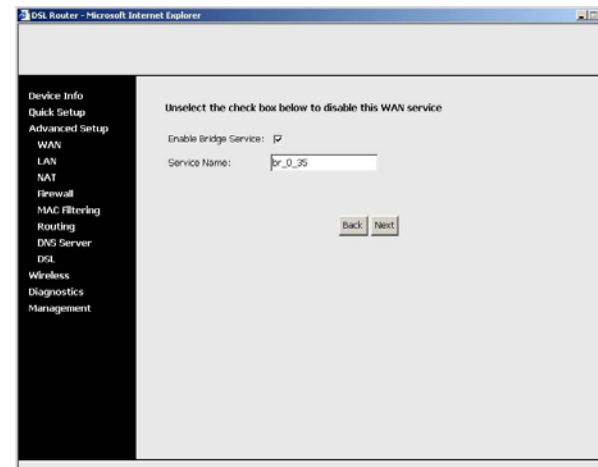 DSL Router - Microsoft Internet Explorer
Device Info
Quick Setup
Advanced Setup
WAN
LAN
NAT
Firewall
MAC Filtering
Routing
DNS Server
DSL
Wireless
Diagnostics
Management
Unselect the check box below to disable this WAN service
Enable Bridge Service:
Service Name: br_0_35
Back Next